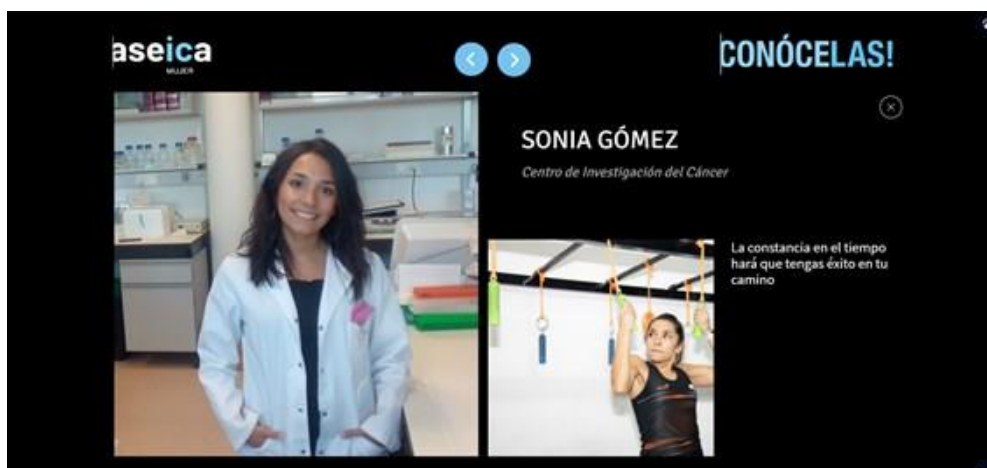 aseica
MUJER
CONÓCELAS!
SONIA GÓMEZ
Centro de Investigación del Cáncer
La constancia en el tiempo
hará que tengas éxito en tu
camino